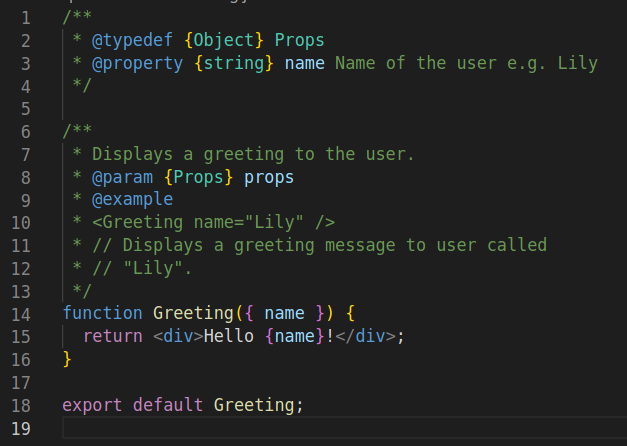 1 /**
2  * @typedef {Object} Props
3  * @property {string} name Name of the user e.g. Lily
4  */
5
6 /**
7  * Displays a greeting to the user.
8  * @param {Props} props
9  * @example
10  * <Greeting name="Lily" />
11  * // Displays a greeting message to user called
12  * // "Lily".
13  */
14 function Greeting({ name }) {
15   return <div>Hello {name}!</div>;
16 }
17
18 export default Greeting;
19